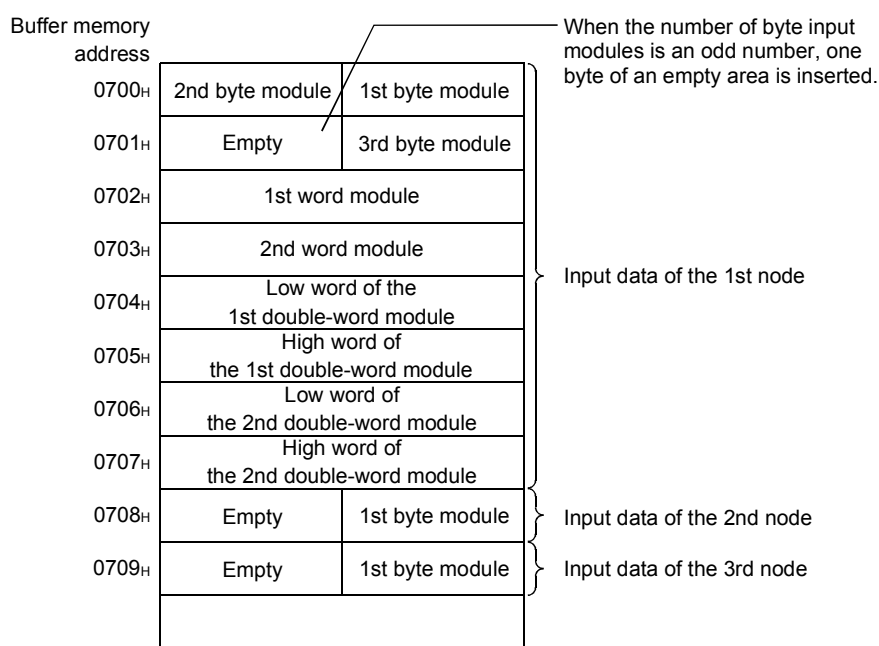 Buffer memory
address
When the number of byte input
modules is an odd number, one
byte of an empty area is inserted.
0700H 2nd byte module 1st byte module
0701H Empty 3rd byte module
0702H 1st word module
0703H 2nd word module
0704H Low word of the
1st double-word module
0705H High word of
the 1st double-word module
0706H Low word of
the 2nd double-word module
0707H High word of
the 2nd double-word module
Input data of the 1st node
0708H Empty 1st byte module Input data of the 2nd node
0709H Empty 1st byte module Input data of the 3rd node